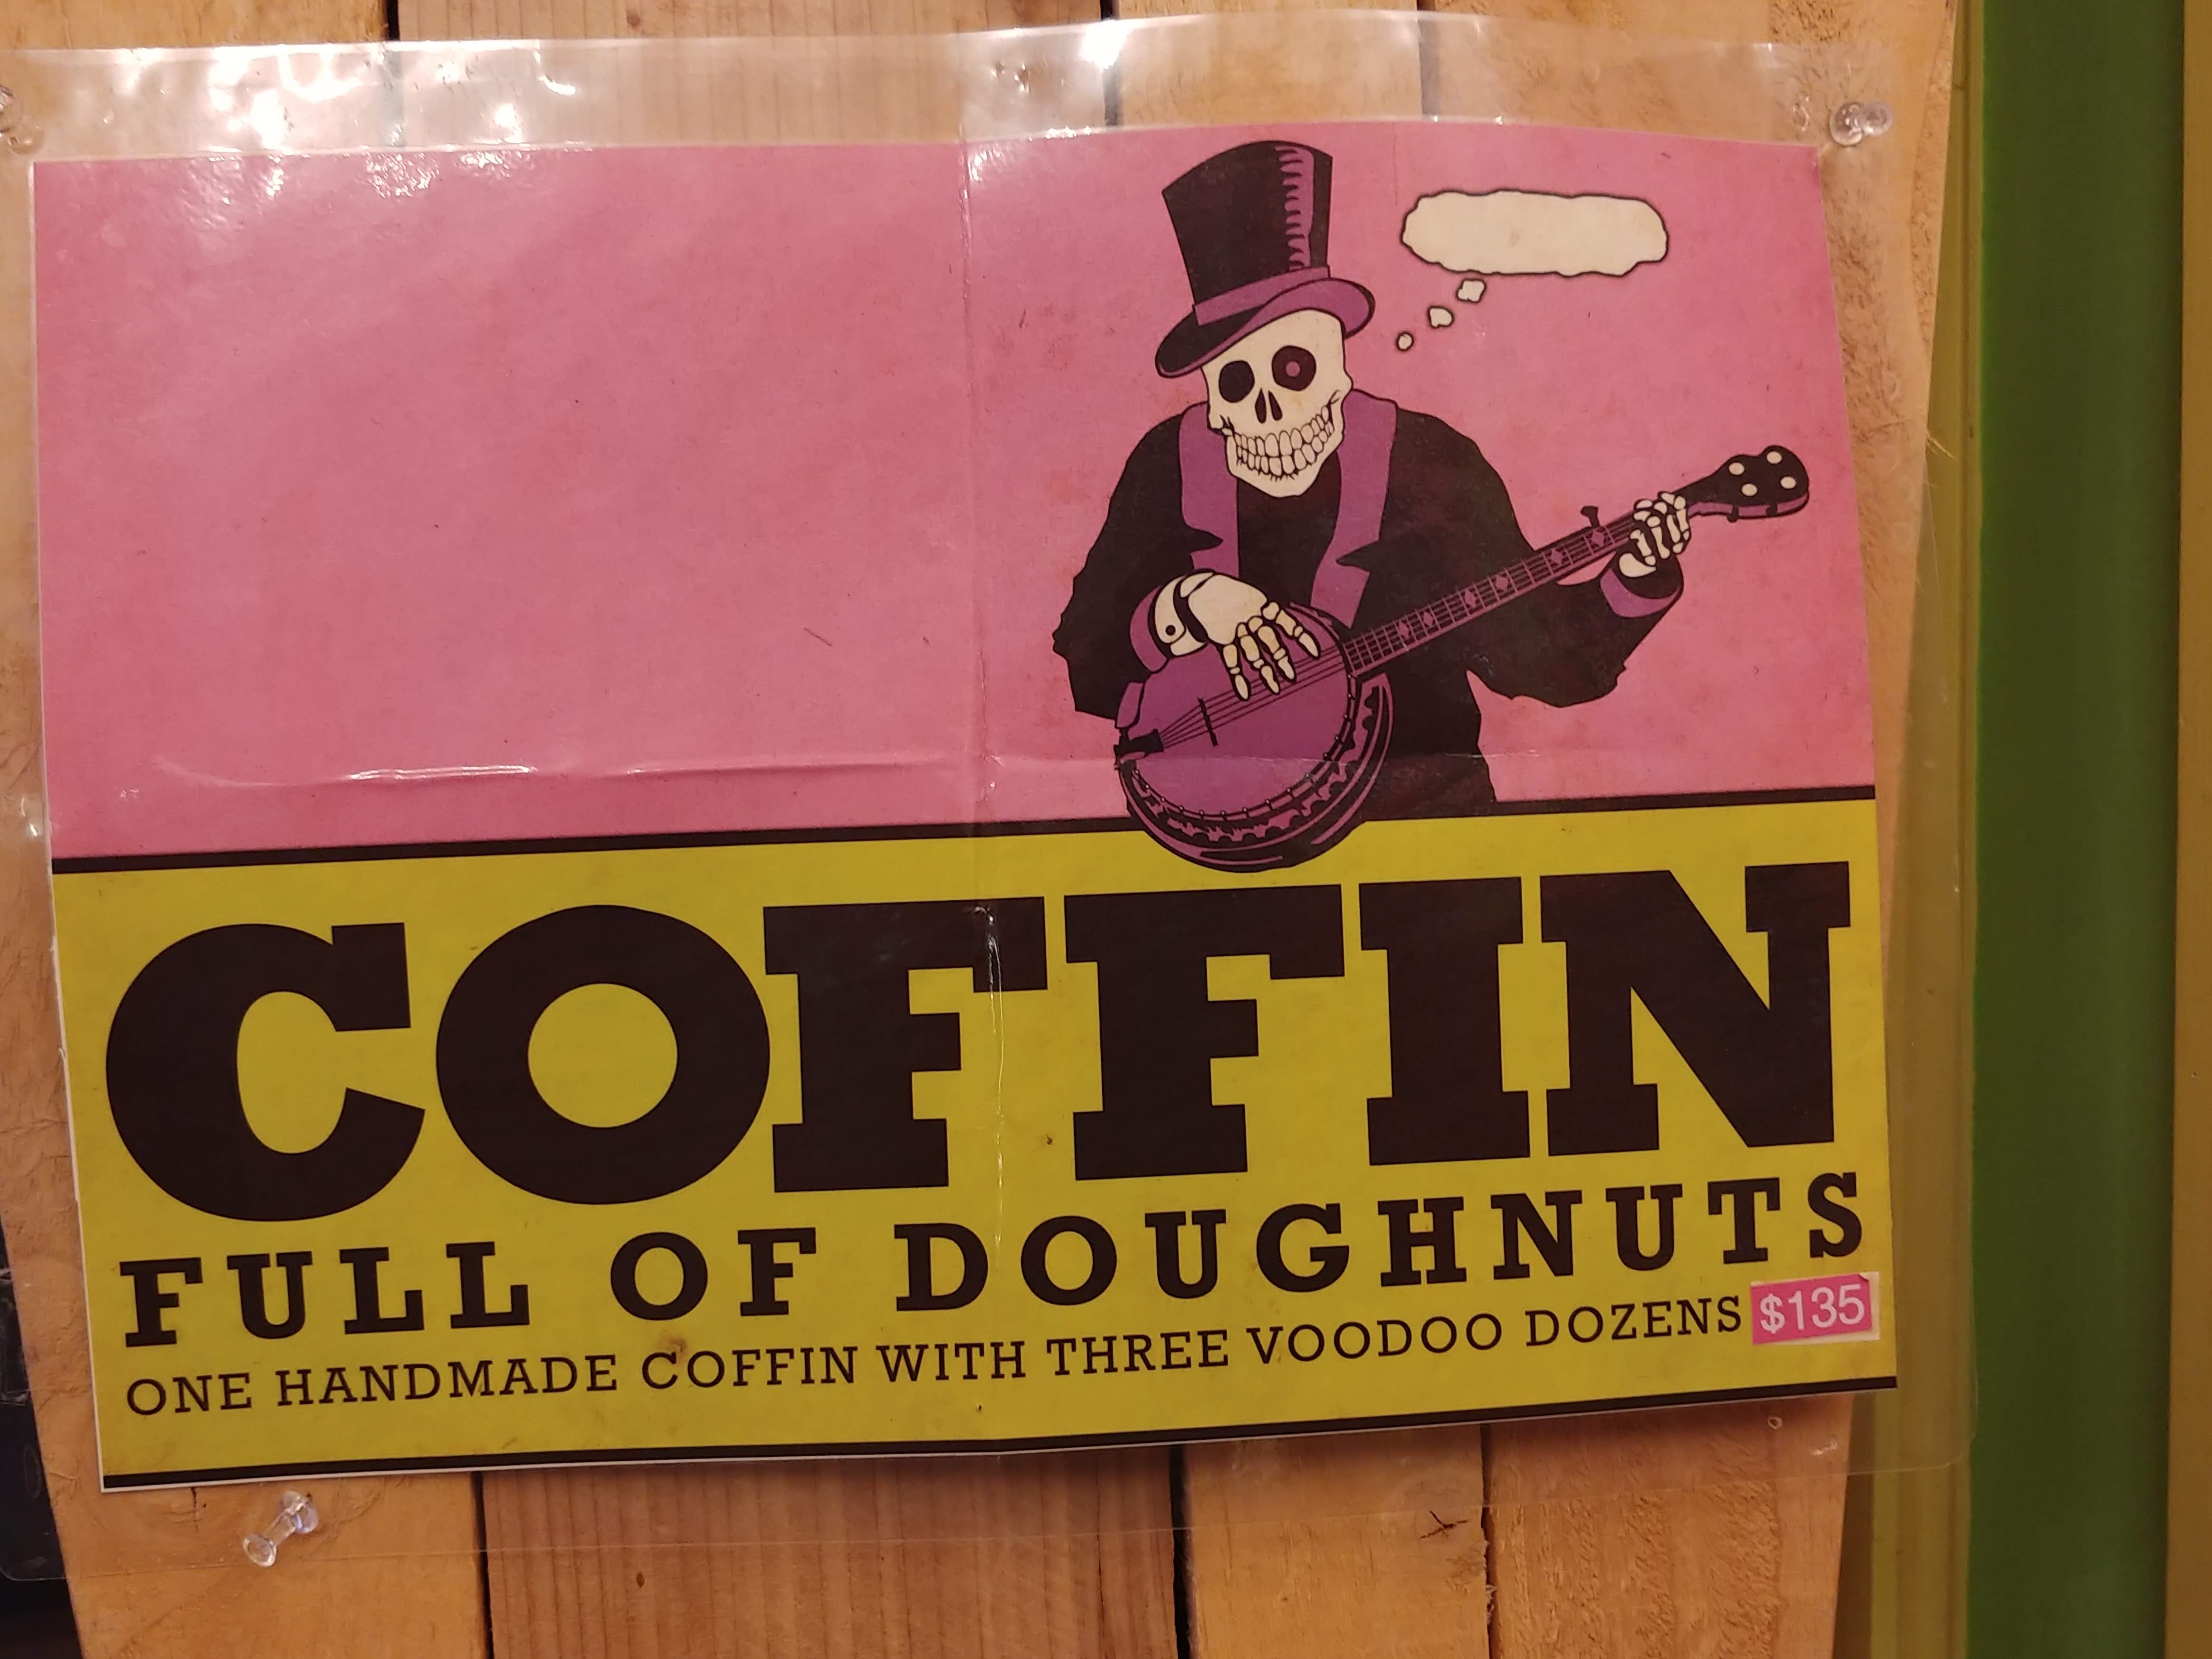 COFFIN
FULL OF DOUGHNUTS
ONE HANDMADE COFFIN WITH THREE VOODOO DOZENS $135